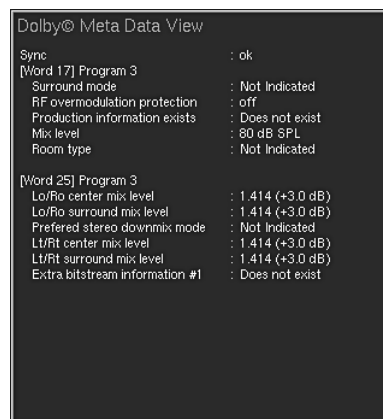 Dolby© Meta Data View
Sync : ok
[Word 17] Program 3
Surround mode : Not Indicated
RF overmodulation protection : off
Production information exists : Does not exist
Mix level : 80 dB SPL
Room type : Not Indicated
[Word 25] Program 3
Lo/Ro center mix level : 1.414 (+3.0 dB)
Lo/Ro surround mix level : 1.414 (+3.0 dB)
Prefered stereo downmix mode : Not Indicated
Lt/Rt center mix level : 1.414 (+3.0 dB)
Lt/Rt surround mix level : 1.414 (+3.0 dB)
Extra bitstream information #1 : Does not exist